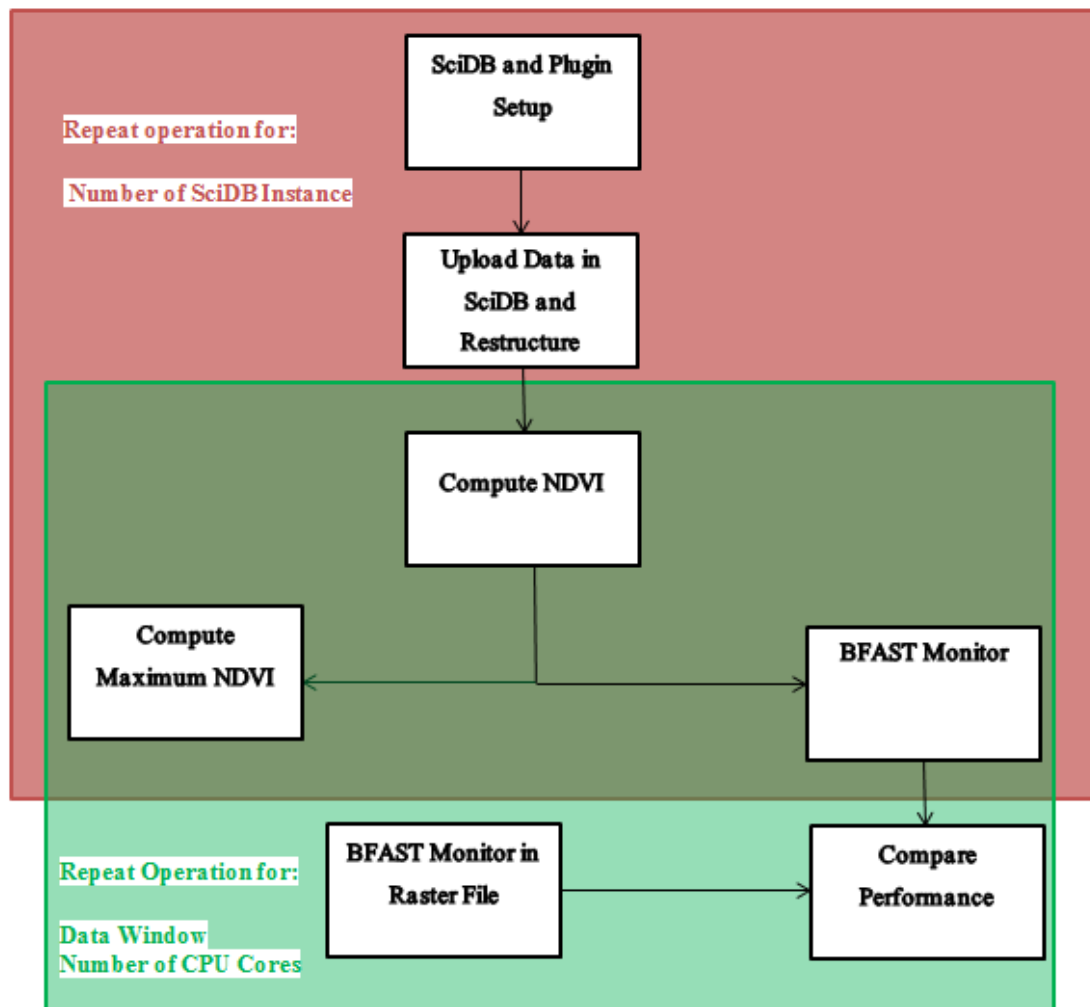 SciDB and Plugin
Setup
Repeat operation for:
Number of SciDB Instance
Upload Data in
SciDB and
Restructure
Compute NDVI
Compute
Maximum NDVI
BFAST Monitor
BFAST Monitor in
Raster File
Compare
Performance
Repeat Operation for:
Data Window
Number of CPU Cores